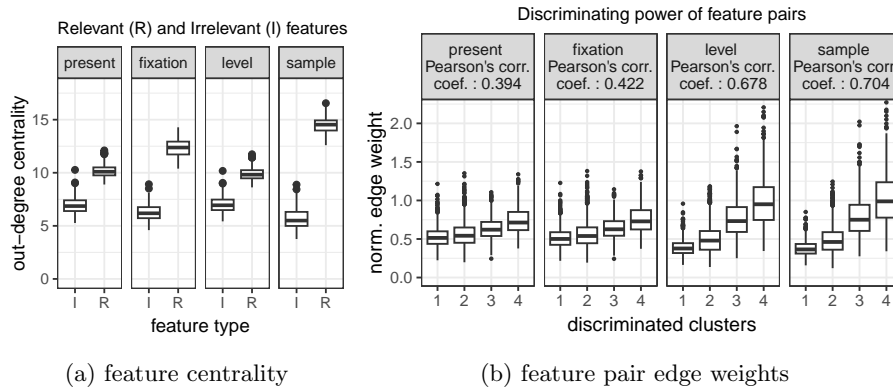 Relevant (R) and Irrelevant (I) features
present fixation level sample
out−degree centrality
15
10
5
0
I R I R I R I R
feature type
(a) feature centrality
Discriminating power of feature pairs
present fixation level sample
Pearson's corr. Pearson's corr. Pearson's corr. Pearson's corr.
coef. : 0.394 coef. : 0.422 coef. : 0.678 coef. : 0.704
norm. edge weight
2.0
1.5
1.0
0.5
0.0
1 2 3 4 1 2 3 4 1 2 3 4 1 2 3 4
discriminated clusters
(b) feature pair edge weights